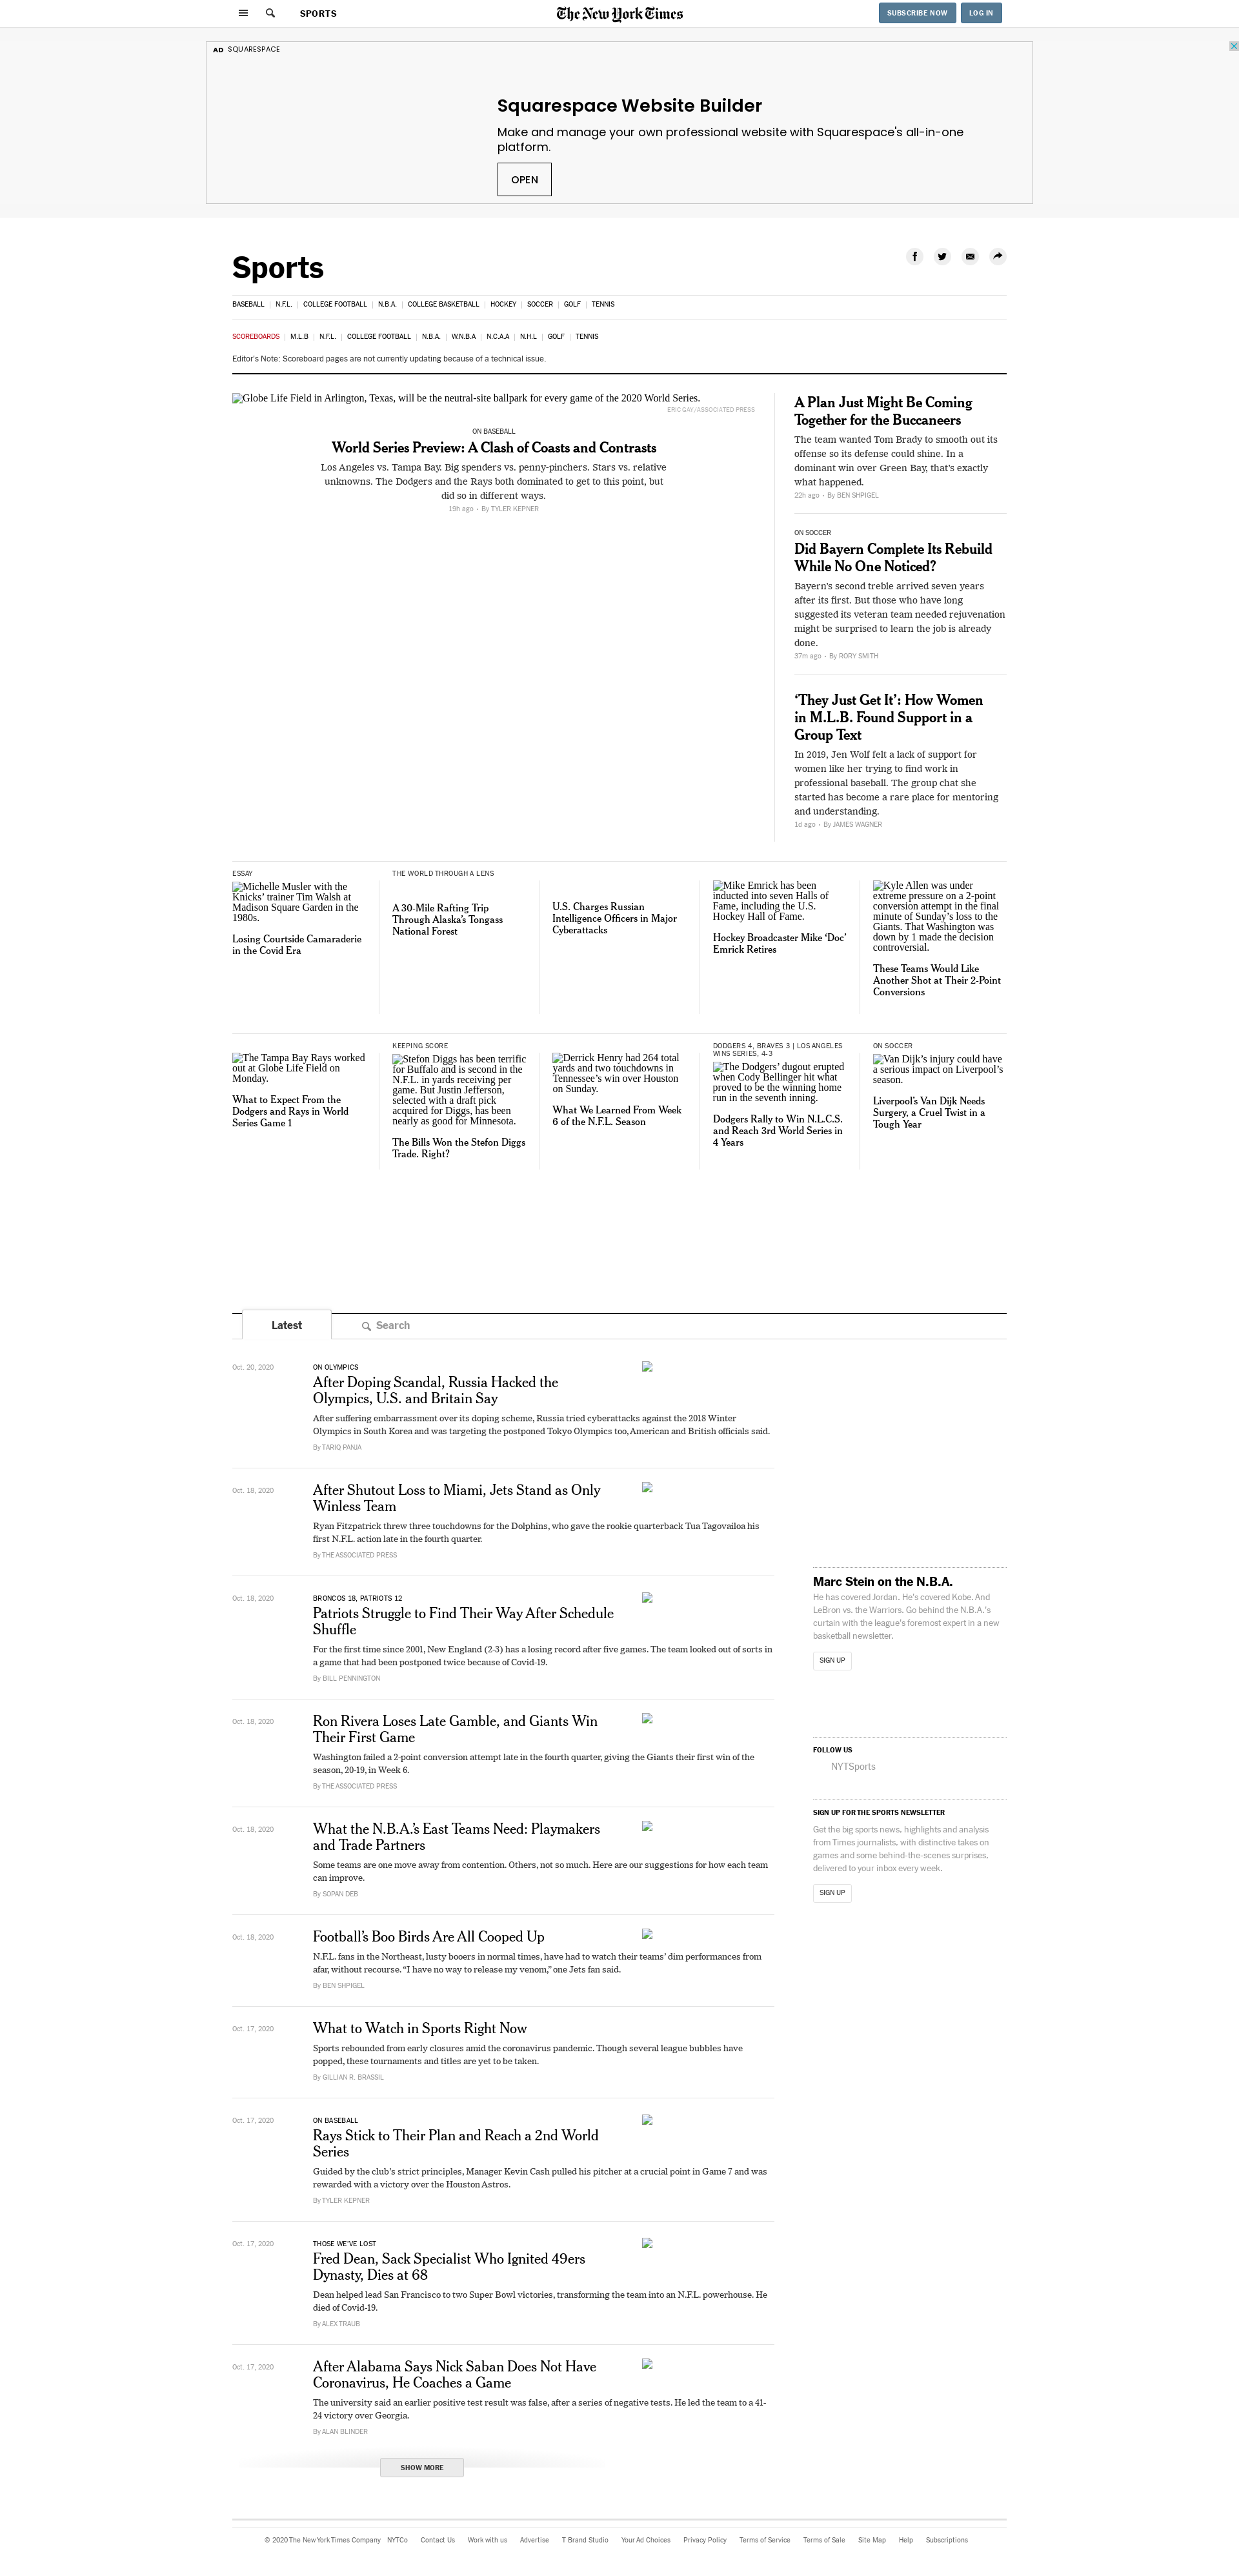 SPORTS
The New York Times
SUBSCRIBE NOW
LOG IN
AD SQUARESPACE
Squarespace Website Builder
Make and manage your own professional website with Squarespace's all-in-one
platform.
OPEN
Sports
BASEBALL | N.F.L. | COLLEGE FOOTBALL | N.B.A. | COLLEGE BASKETBALL | HOCKEY | SOCCER | GOLF | TENNIS
SCOREBOARDS | M.L.B | N.F.L. | COLLEGE FOOTBALL | N.B.A. | W.N.B.A | N.C.A.A | N.H.L | GOLF | TENNIS
Editor's Note: Scoreboard pages are not currently updating because of a technical issue.
Globe Life Field in Arlington, Texas, will be the neutral-site ballpark for every game of the 2020 World Series.
ERIC GAY/ASSOCIATED PRESS
ON BASEBALL
World Series Preview: A Clash of Coasts and Contrasts
Los Angeles vs. Tampa Bay. Big spenders vs. penny-pinchers. Stars vs. relative
unknowns. The Dodgers and the Rays both dominated to get to this point, but
did so in different ways.
19h ago · By TYLER KEPNER
A Plan Just Might Be Coming
Together for the Buccaneers
The team wanted Tom Brady to smooth out its
offense so its defense could shine. In a
dominant win over Green Bay, that’s exactly
what happened.
22h ago · By BEN SHPIGEL
ON SOCCER
Did Bayern Complete Its Rebuild
While No One Noticed?
Bayern’s second treble arrived seven years
after its first. But those who have long
suggested its veteran team needed rejuvenation
might be surprised to learn the job is already
done.
37m ago · By RORY SMITH
‘They Just Get It’: How Women
in M.L.B. Found Support in a
Group Text
In 2019, Jen Wolf felt a lack of support for
women like her trying to find work in
professional baseball. The group chat she
started has become a rare place for mentoring
and understanding.
1d ago · By JAMES WAGNER
ESSAY
Michelle Musler with the
Knicks’ trainer Tim Walsh at
Madison Square Garden in the
1980s.
Losing Courtside Camaraderie
in the Covid Era
THE WORLD THROUGH A LENS
A 30-Mile Rafting Trip
Through Alaska’s Tongass
National Forest
U.S. Charges Russian
Intelligence Officers in Major
Cyberattacks
Mike Emrick has been
inducted into seven Halls of
Fame, including the U.S.
Hockey Hall of Fame.
Hockey Broadcaster Mike ‘Doc’
Emrick Retires
Kyle Allen was under
extreme pressure on a 2-point
conversion attempt in the final
minute of Sunday’s loss to the
Giants. That Washington was
down by 1 made the decision
controversial.
These Teams Would Like
Another Shot at Their 2-Point
Conversions
The Tampa Bay Rays worked
out at Globe Life Field on
Monday.
What to Expect From the
Dodgers and Rays in World
Series Game 1
KEEPING SCORE
Stefon Diggs has been terrific
for Buffalo and is second in the
N.F.L. in yards receiving per
game. But Justin Jefferson,
selected with a draft pick
acquired for Diggs, has been
nearly as good for Minnesota.
The Bills Won the Stefon Diggs
Trade. Right?
Derrick Henry had 264 total
yards and two touchdowns in
Tennessee’s win over Houston
on Sunday.
What We Learned From Week
6 of the N.F.L. Season
DODGERS 4, BRAVES 3 | LOS ANGELES
WINS SERIES, 4-3
The Dodgers’ dugout erupted
when Cody Bellinger hit what
proved to be the winning home
run in the seventh inning.
Dodgers Rally to Win N.L.C.S.
and Reach 3rd World Series in
4 Years
ON SOCCER
Van Dijk’s injury could have
a serious impact on Liverpool’s
season.
Liverpool’s Van Dijk Needs
Surgery, a Cruel Twist in a
Tough Year
Latest
Search
Oct. 20, 2020
ON OLYMPICS
After Doping Scandal, Russia Hacked the
Olympics, U.S. and Britain Say
After suffering embarrassment over its doping scheme, Russia tried cyberattacks against the 2018 Winter
Olympics in South Korea and was targeting the postponed Tokyo Olympics too, American and British officials said.
By TARIQ PANJA
Oct. 18, 2020
After Shutout Loss to Miami, Jets Stand as Only
Winless Team
Ryan Fitzpatrick threw three touchdowns for the Dolphins, who gave the rookie quarterback Tua Tagovailoa his
first N.F.L. action late in the fourth quarter.
By THE ASSOCIATED PRESS
Oct. 18, 2020
BRONCOS 18, PATRIOTS 12
Patriots Struggle to Find Their Way After Schedule
Shuffle
For the first time since 2001, New England (2-3) has a losing record after five games. The team looked out of sorts in
a game that had been postponed twice because of Covid-19.
By BILL PENNINGTON
Oct. 18, 2020
Ron Rivera Loses Late Gamble, and Giants Win
Their First Game
Washington failed a 2-point conversion attempt late in the fourth quarter, giving the Giants their first win of the
season, 20-19, in Week 6.
By THE ASSOCIATED PRESS
Oct. 18, 2020
What the N.B.A.’s East Teams Need: Playmakers
and Trade Partners
Some teams are one move away from contention. Others, not so much. Here are our suggestions for how each team
can improve.
By SOPAN DEB
Oct. 18, 2020
Football’s Boo Birds Are All Cooped Up
N.F.L. fans in the Northeast, lusty booers in normal times, have had to watch their teams’ dim performances from
afar, without recourse. “I have no way to release my venom,” one Jets fan said.
By BEN SHPIGEL
Oct. 17, 2020
What to Watch in Sports Right Now
Sports rebounded from early closures amid the coronavirus pandemic. Though several league bubbles have
popped, these tournaments and titles are yet to be taken.
By GILLIAN R. BRASSIL
Oct. 17, 2020
ON BASEBALL
Rays Stick to Their Plan and Reach a 2nd World
Series
Guided by the club’s strict principles, Manager Kevin Cash pulled his pitcher at a crucial point in Game 7 and was
rewarded with a victory over the Houston Astros.
By TYLER KEPNER
Oct. 17, 2020
THOSE WE’VE LOST
Fred Dean, Sack Specialist Who Ignited 49ers
Dynasty, Dies at 68
Dean helped lead San Francisco to two Super Bowl victories, transforming the team into an N.F.L. powerhouse. He
died of Covid-19.
By ALEX TRAUB
Oct. 17, 2020
After Alabama Says Nick Saban Does Not Have
Coronavirus, He Coaches a Game
The university said an earlier positive test result was false, after a series of negative tests. He led the team to a 41-
24 victory over Georgia.
By ALAN BLINDER
SHOW MORE
Marc Stein on the N.B.A.
He has covered Jordan. He's covered Kobe. And
LeBron vs. the Warriors. Go behind the N.B.A.'s
curtain with the league's foremost expert in a new
basketball newsletter.
SIGN UP
FOLLOW US
NYTSports
SIGN UP FOR THE SPORTS NEWSLETTER
Get the big sports news, highlights and analysis
from Times journalists, with distinctive takes on
games and some behind-the-scenes surprises,
delivered to your inbox every week.
SIGN UP
© 2020 The New York Times Company NYTCo Contact Us Work with us Advertise T Brand Studio Your Ad Choices Privacy Policy Terms of Service Terms of Sale Site Map Help Subscriptions